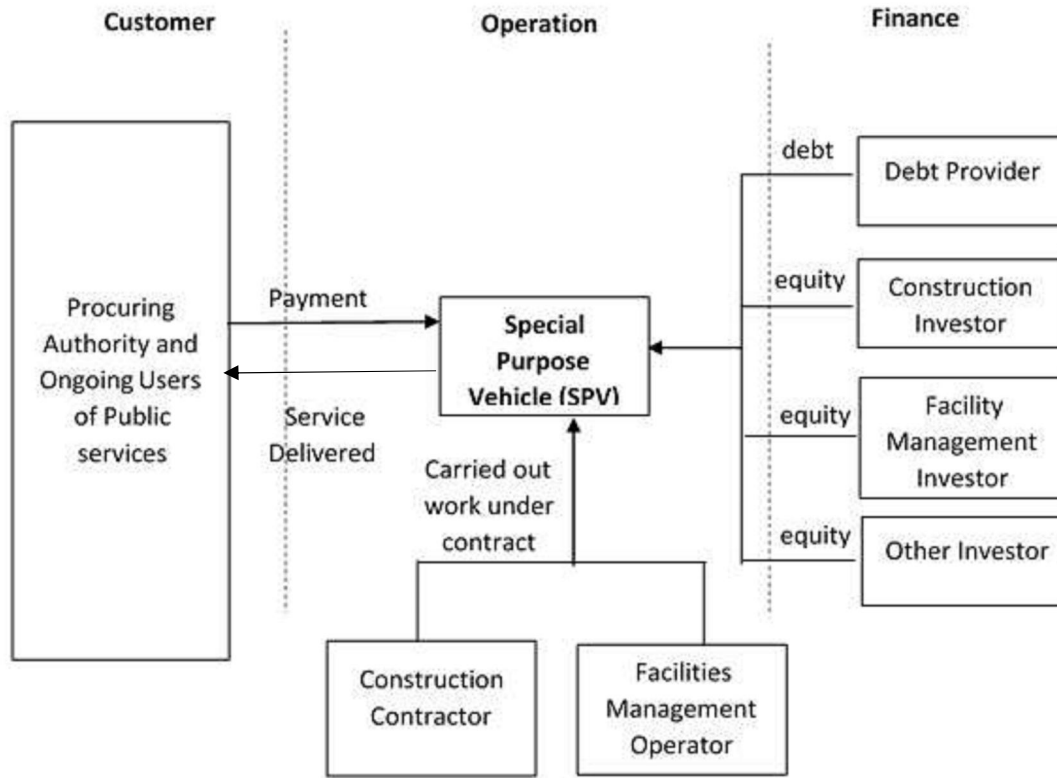 Customer
Operation
Finance
Procuring
Authority and
Ongoing Users
of Public
services
Payment
Service
Delivered
Special
Purpose
Vehicle (SPV)
Carried out
work under
contract
Construction
Contractor
Facilities
Management
Operator
debt
Debt Provider
equity
Construction
Investor
equity
Facility
Management
Investor
equity
Other Investor